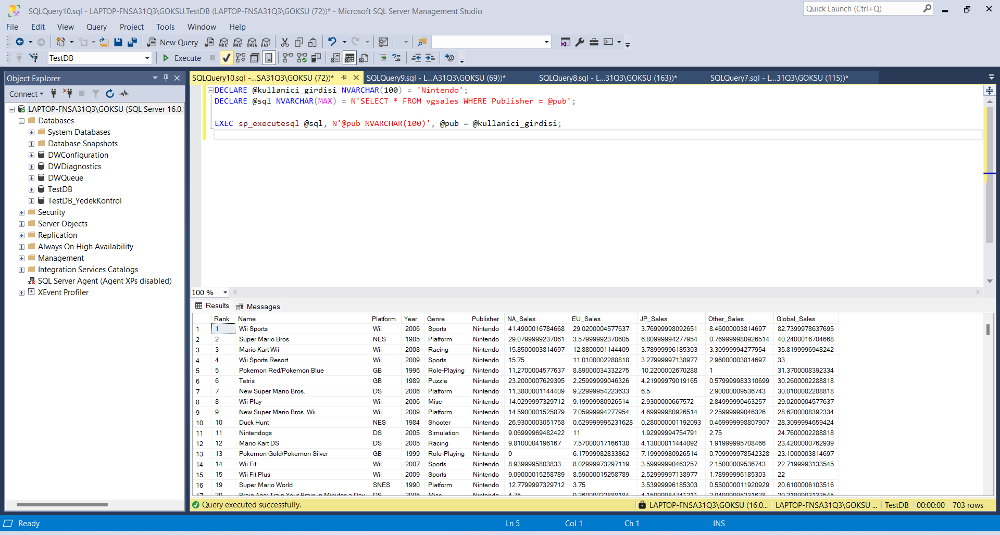 SQLQuery10.sql - LAPTOP-FNSA31Q3\GOKSU.TestDB (LAPTOP-FNSA31Q3\GOKSU (72))* - Microsoft SQL Server Management Studio
Quick Launch (Ctrl+Q)
File Edit View Query Project Tools Window Help
New Query MDX DMX XMLA DAX
TestDB Execute
Object Explorer
Connect
LAPTOP-FNSA31Q3\GOKSU (SQL Server 16.0.
Databases
System Databases
Database Snapshots
DWConfiguration
DWDiagnostics
DWQueue
TestDB
TestDB_YedekKontrol
Security
Server Objects
Replication
Always On High Availability
Management
Integration Services Catalogs
SQL Server Agent (Agent XPs disabled)
XEvent Profiler
SQLQuery10.sql -...SA31Q3\GOKSU (72))* SQLQuery9.sql - L...A31Q3\GOKSU (69))* SQLQuery8.sql - L...31Q3\GOKSU (163))* SQLQuery7.sql - L...31Q3\GOKSU (115))*
DECLARE @kullanici_girdisi NVARCHAR(100) = 'Nintendo';
DECLARE @sql NVARCHAR(MAX) = N'SELECT * FROM vgsales WHERE Publisher = @pub';
EXEC sp_executesql @sql, N'@pub NVARCHAR(100)', @pub = @kullanici_girdisi;
100 %
Results Messages
Rank Name Platform Year Genre Publisher NA_Sales EU_Sales JP_Sales Other_Sales Global_Sales
1 1 Wii Sports Wii 2006 Sports Nintendo 41.4900016784668 29.0200004577637 3.76999998092651 8.46000003814697 82.7399978637695
2 2 Super Mario Bros. NES 1985 Platform Nintendo 29.0799999237061 3.57999992370605 6.80999994277954 0.769999980926514 40.2400016784668
3 3 Mario Kart Wii Wii 2008 Racing Nintendo 15.8500003814697 12.8800001144409 3.78999996185303 3.30999994277954 35.8199996948242
4 4 Wii Sports Resort Wii 2009 Sports Nintendo 15.75 11.0100002288818 3.27999997138977 2.96000003814697 33
5 5 Pokemon Red/Pokemon Blue GB 1996 Role-Playing Nintendo 11.2700004577637 8.89000034332275 10.2200002670288 1 31.3700008392334
6 6 Tetris GB 1989 Puzzle Nintendo 23.2000007629395 2.25999999046326 4.21999979019165 0.579999983310699 30.2600002288818
7 7 New Super Mario Bros. DS 2006 Platform Nintendo 11.3800001144409 9.22999954223633 6.5 2.90000009536743 30.0100002288818
8 8 Wii Play Wii 2006 Misc Nintendo 14.0299997329712 9.19999980926514 2.9300000667572 2.84999990463257 29.0200004577637
9 9 New Super Mario Bros. Wii Wii 2009 Platform Nintendo 14.5900001525879 7.05999994277954 4.69999980926514 2.25999999046326 28.6200008392334
10 10 Duck Hunt NES 1984 Shooter Nintendo 26.9300003051758 0.629999995231628 0.280000001192093 0.469999998807907 28.3099994659424
11 11 Nintendogs DS 2005 Simulation Nintendo 9.06999969482422 11 1.92999994754791 2.75 24.7600002288818
12 12 Mario Kart DS DS 2005 Racing Nintendo 9.8100004196167 7.57000017166138 4.13000011444092 1.91999995708466 23.4200000762939
13 13 Pokemon Gold/Pokemon Silver GB 1999 Role-Playing Nintendo 9 6.17999982833862 7.19999980926514 0.709999978542328 23.1000003814697
14 14 Wii Fit Wii 2007 Sports Nintendo 8.9399995803833 8.02999973297119 3.59999990463257 2.15000009536743 22.7199993133545
15 15 Wii Fit Plus Wii 2009 Sports Nintendo 9.09000015258789 8.59000015258789 2.52999997138977 1.78999996185303 22
16 19 Super Mario World SNES 1990 Platform Nintendo 12.7799997329712 3.75 3.53999996185303 0.550000011920929 20.6100006103516
17 20 Brain Age: Train Your Brain in Minutes a Day DS 2005 Misc Nintendo 4.75 9.26000022888184 4.15999984741211 2.04999995231628 20.2199993133545
Query executed successfully. LAPTOP-FNSA31Q3\GOKSU (16.0... LAPTOP-FNSA31Q3\GOKSU ... TestDB 00:00:00 703 rows
Ready Ln 5 Col 1 Ch 1 INS